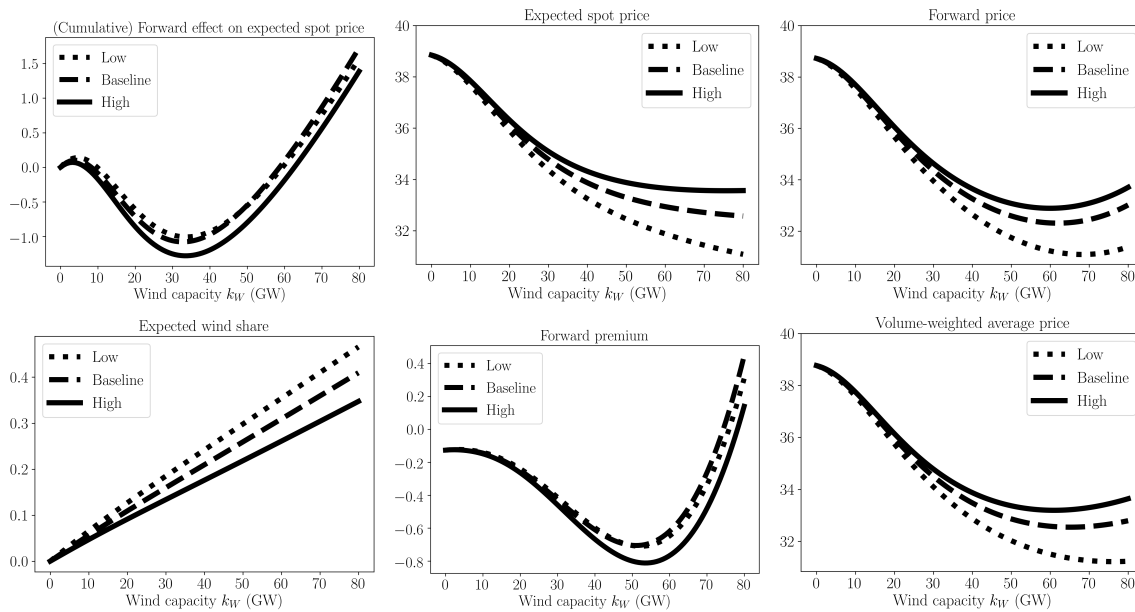 (Cumulative) Forward effect on expected spot price
1.5
1.0
0.5
0.0
−0.5
−1.0
Low
Baseline
High
0 10 20 30 40 50 60 70 80
Wind capacity k_W (GW)
Expected spot price
40
38
36
34
32
Low
Baseline
High
0 10 20 30 40 50 60 70 80
Wind capacity k_W (GW)
Forward price
40
38
36
34
32
Low
Baseline
High
0 10 20 30 40 50 60 70 80
Wind capacity k_W (GW)
Expected wind share
0.4
0.3
0.2
0.1
0.0
Low
Baseline
High
0 10 20 30 40 50 60 70 80
Wind capacity k_W (GW)
Forward premium
0.4
0.2
0.0
−0.2
−0.4
−0.6
−0.8
Low
Baseline
High
0 10 20 30 40 50 60 70 80
Wind capacity k_W (GW)
Volume-weighted average price
40
38
36
34
32
Low
Baseline
High
0 10 20 30 40 50 60 70 80
Wind capacity k_W (GW)